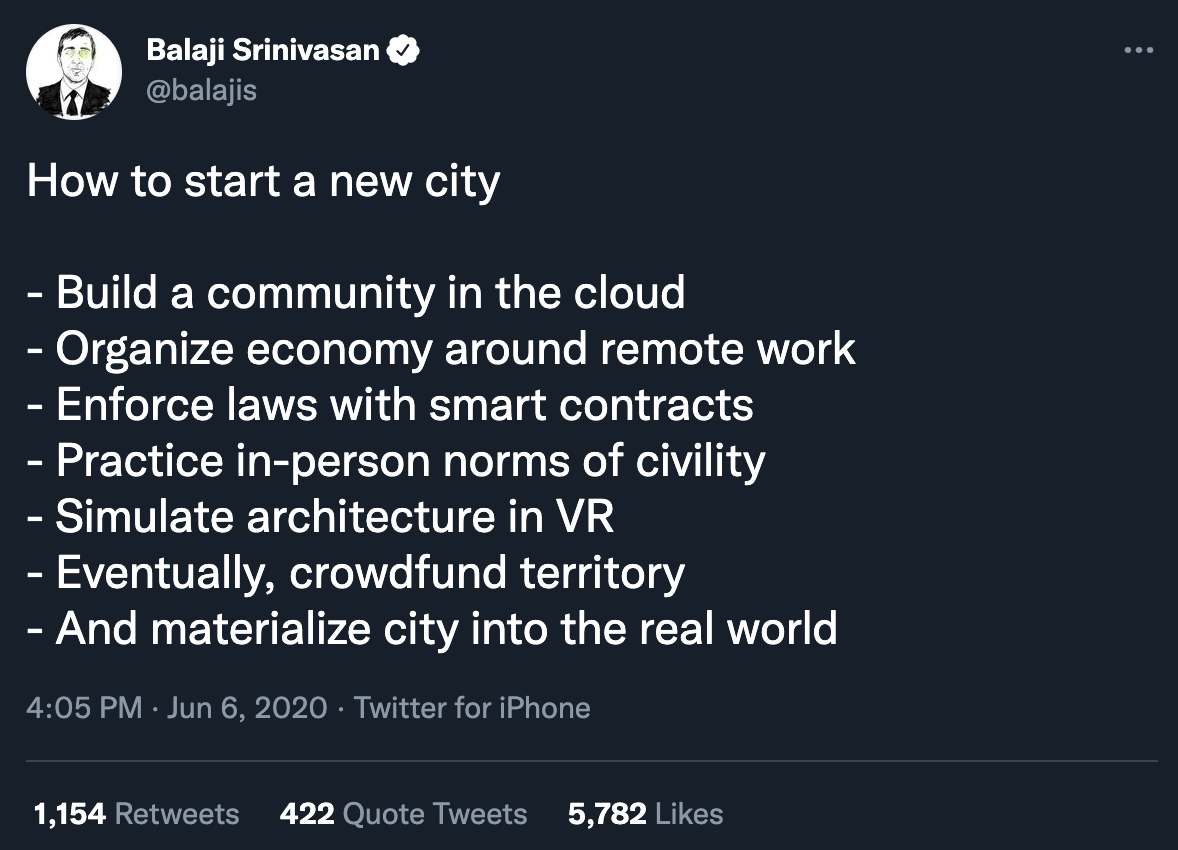 Balaji Srinivasan
@balajis
How to start a new city
- Build a community in the cloud
- Organize economy around remote work
- Enforce laws with smart contracts
- Practice in-person norms of civility
- Simulate architecture in VR
- Eventually, crowdfund territory
- And materialize city into the real world
4:05 PM · Jun 6, 2020 · Twitter for iPhone
1,154 Retweets 422 Quote Tweets 5,782 Likes